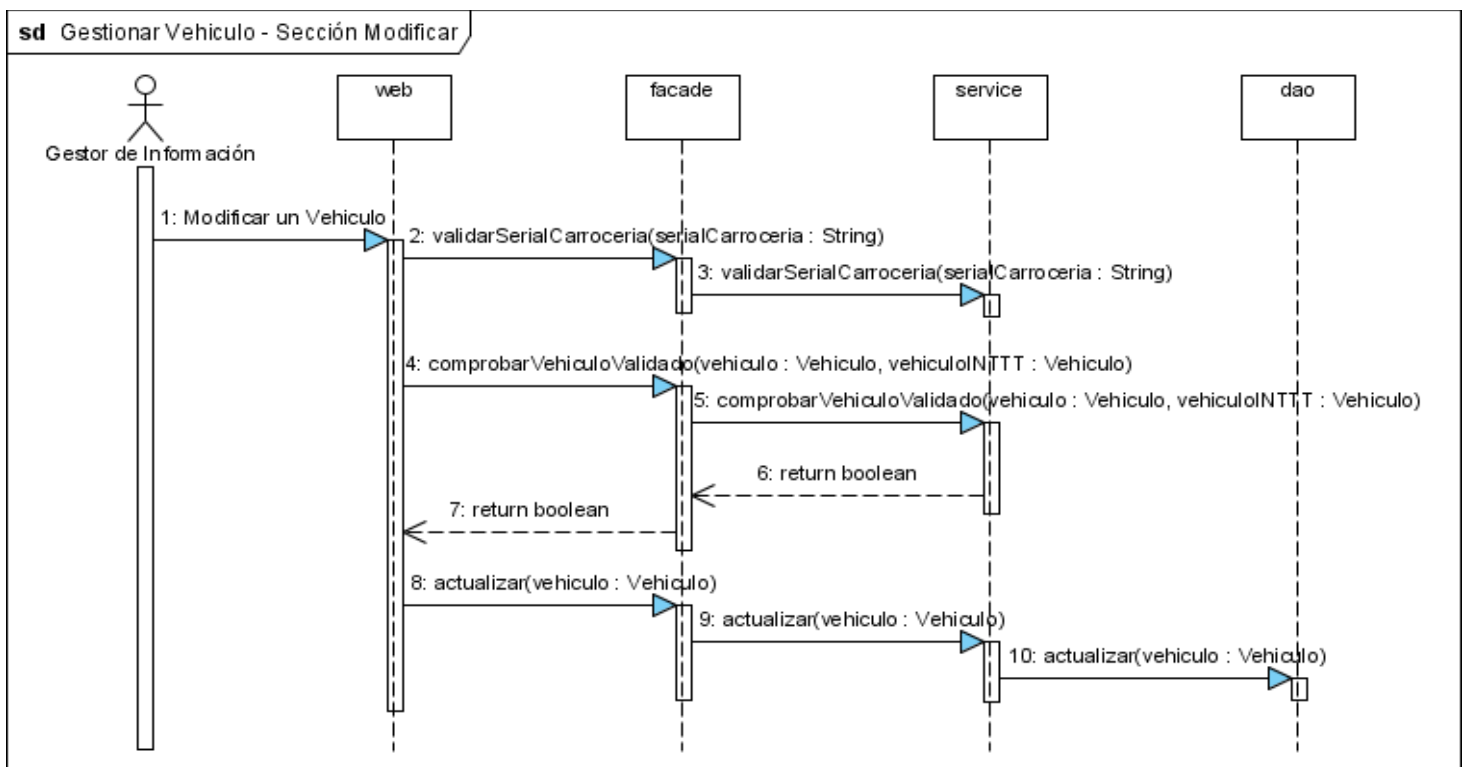 sd Gestionar Vehiculo - Sección Modificar
web
facade
service
dao
Gestor de Información
1: Modificar un Vehiculo
2: validarSerialCarroceria(serialCarroceria : String)
3: validarSerialCarroceria(serialCarroceria : String)
4: comprobarVehiculoValidado(vehiculo : Vehiculo, vehiculoINTTT : Vehiculo)
5: comprobarVehiculoValidado(vehiculo : Vehiculo, vehiculoINTTT : Vehiculo)
6: return boolean
7: return boolean
8: actualizar(vehiculo : Vehiculo)
9: actualizar(vehiculo : Vehiculo)
10: actualizar(vehiculo : Vehiculo)